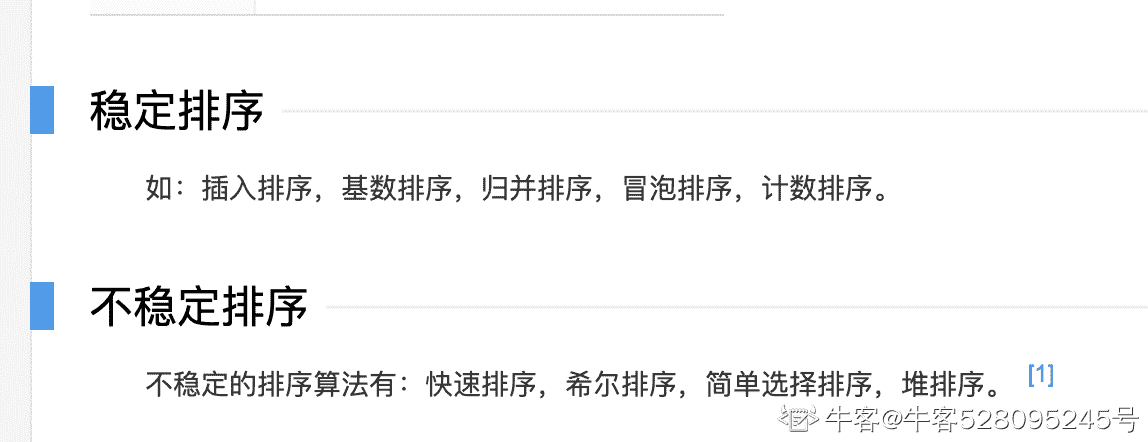 稳定排序
如：插入排序，基数排序，归并排序，冒泡排序，计数排序。
不稳定排序
不稳定的排序算法有：快速排序，希尔排序，简单选择排序，堆排序。 [1]
牛客@牛客528095245号